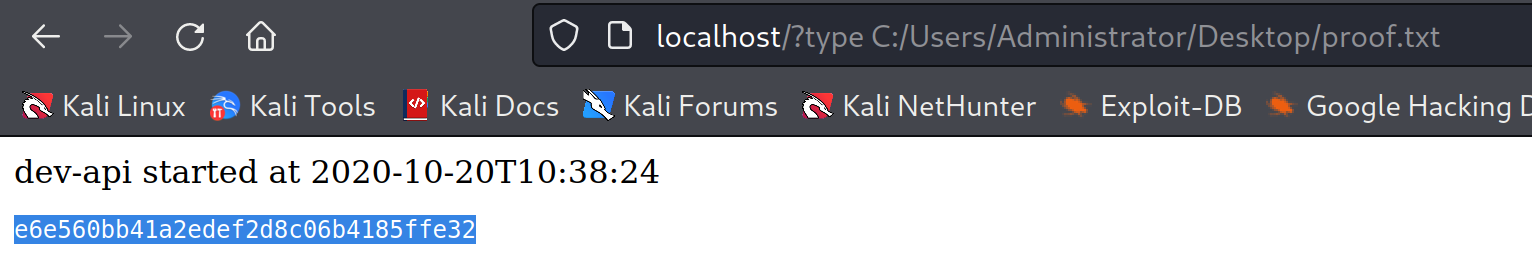 localhost/?type C:/Users/Administrator/Desktop/proof.txt
Kali Linux Kali Tools Kali Docs Kali Forums Kali NetHunter Exploit-DB Google Hacking D
dev-api started at 2020-10-20T10:38:24
e6e560bb41a2edef2d8c06b4185ffe32